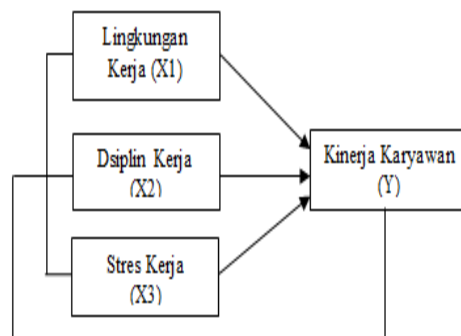 Lingkungan
Kerja (X1)
Dsiplin Kerja
(X2)
Stres Kerja
(X3)
Kinerja Karyawan
(Y)